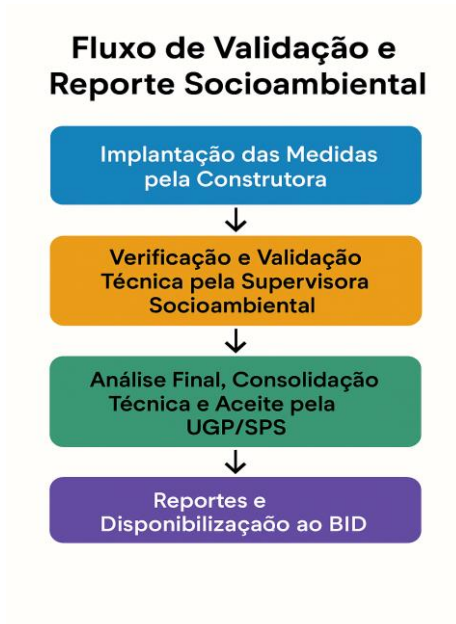 Fluxo de Validação e
Reporte Socioambiental
Implantação das Medidas
pela Construtora
Verificação e Validação
Técnica pela Supervisora
Socioambiental
Análise Final, Consolidação
Técnica e Aceite pela
UGP/SPS
Reportes e
Disponibilizaçaão ao BID